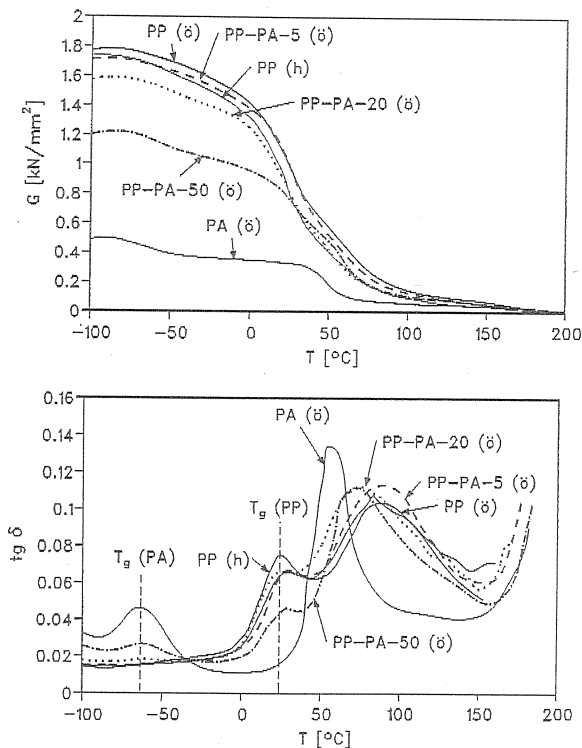 2
1.8
1.6
1.4
1.2
1
0.8
0.6
0.4
0.2
0
G [kN/mm²]
PP (ö)
PP-PA-5 (ö)
PP (h)
PP-PA-20 (ö)
PP-PA-50 (ö)
PA (ö)
-100 -50 0 50 100 150 200
T [°C]
0.16
0.14
0.12
0.10
0.08
0.06
0.04
0.02
0
tg δ
PA (ö)
PP-PA-20 (ö)
PP-PA-5 (ö)
PP (ö)
Tg (PP)
Tg (PA)
PP (h)
PP-PA-50 (ö)
-100 -50 0 50 100 150 200
T [°C]